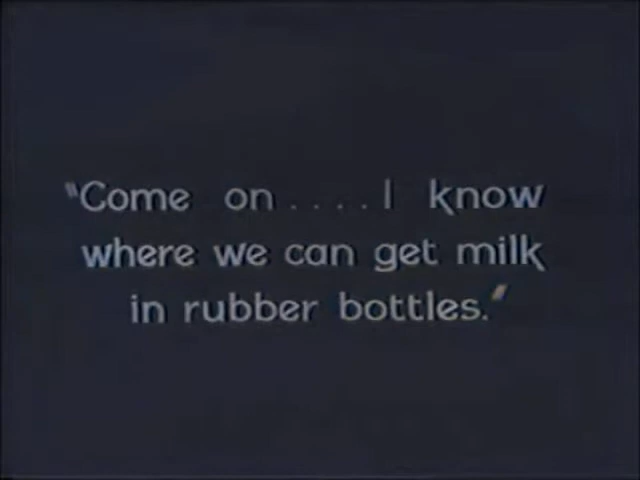 "Come on....I know
where we can get milk
in rubber bottles."